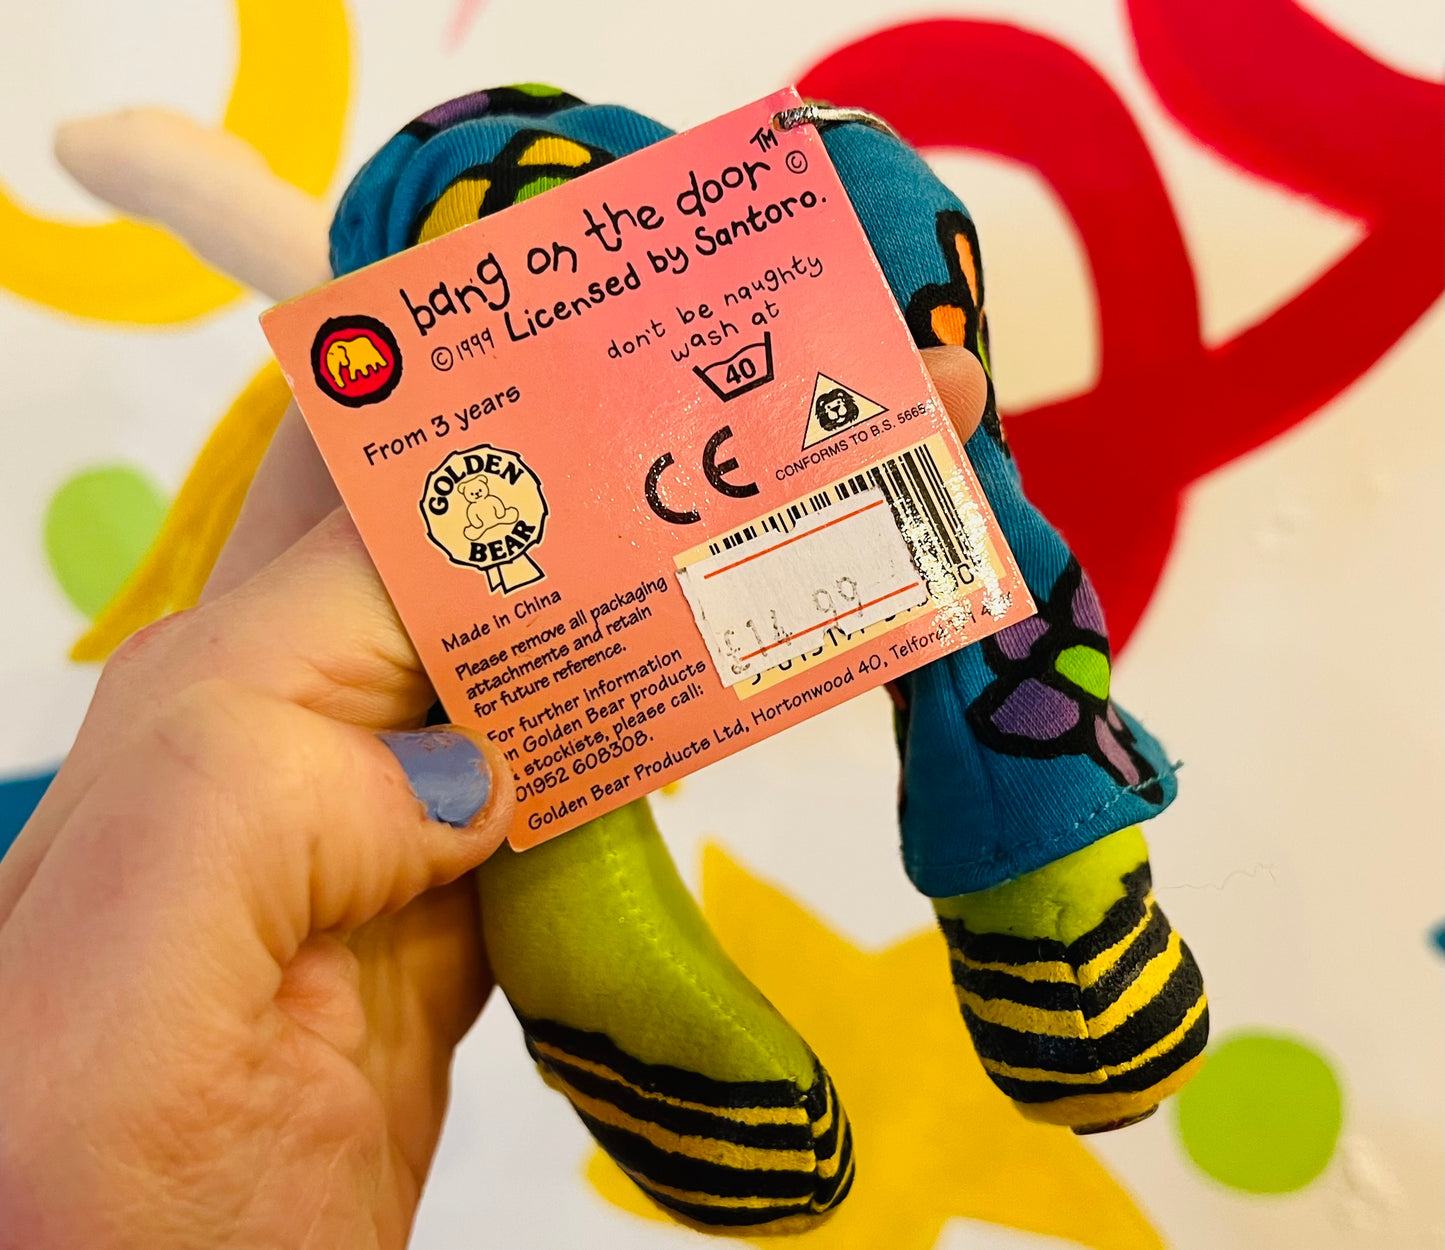 bang on the door™ ©
©1999 Licensed by Santoro.
don't be naughty
wash at
40
From 3 years
GOLDEN
BEAR
CE
CONFORMS TO B.S. 5665
£14.99
Made in China
Please remove all packaging
attachments and retain
for future reference.
For further information
on Golden Bear products
& stockists, please call:
01952 608308.
Golden Bear Products Ltd, Hortonwood 40, Telford